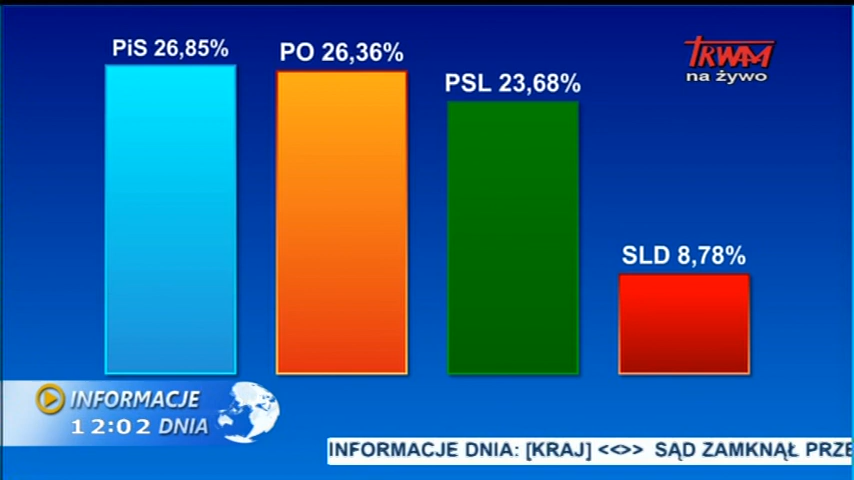 PiS 26,85%
PO 26,36%
PSL 23,68%
SLD 8,78%
TRWAM
na żywo
INFORMACJE
12:02 DNIA
INFORMACJE DNIA: [KRAJ] <<>> SĄD ZAMKNĄŁ PRZE